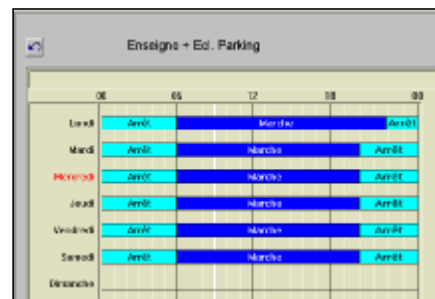 Enseigne + Ecl. Parking
00 06 12 18 00
Lundi Arrêt Marche Arrêt
Mardi Arrêt Marche Arrêt
Mercredi Arrêt Marche Arrêt
Jeudi Arrêt Marche Arrêt
Vendredi Arrêt Marche Arrêt
Samedi Arrêt Marche Arrêt
Dimanche